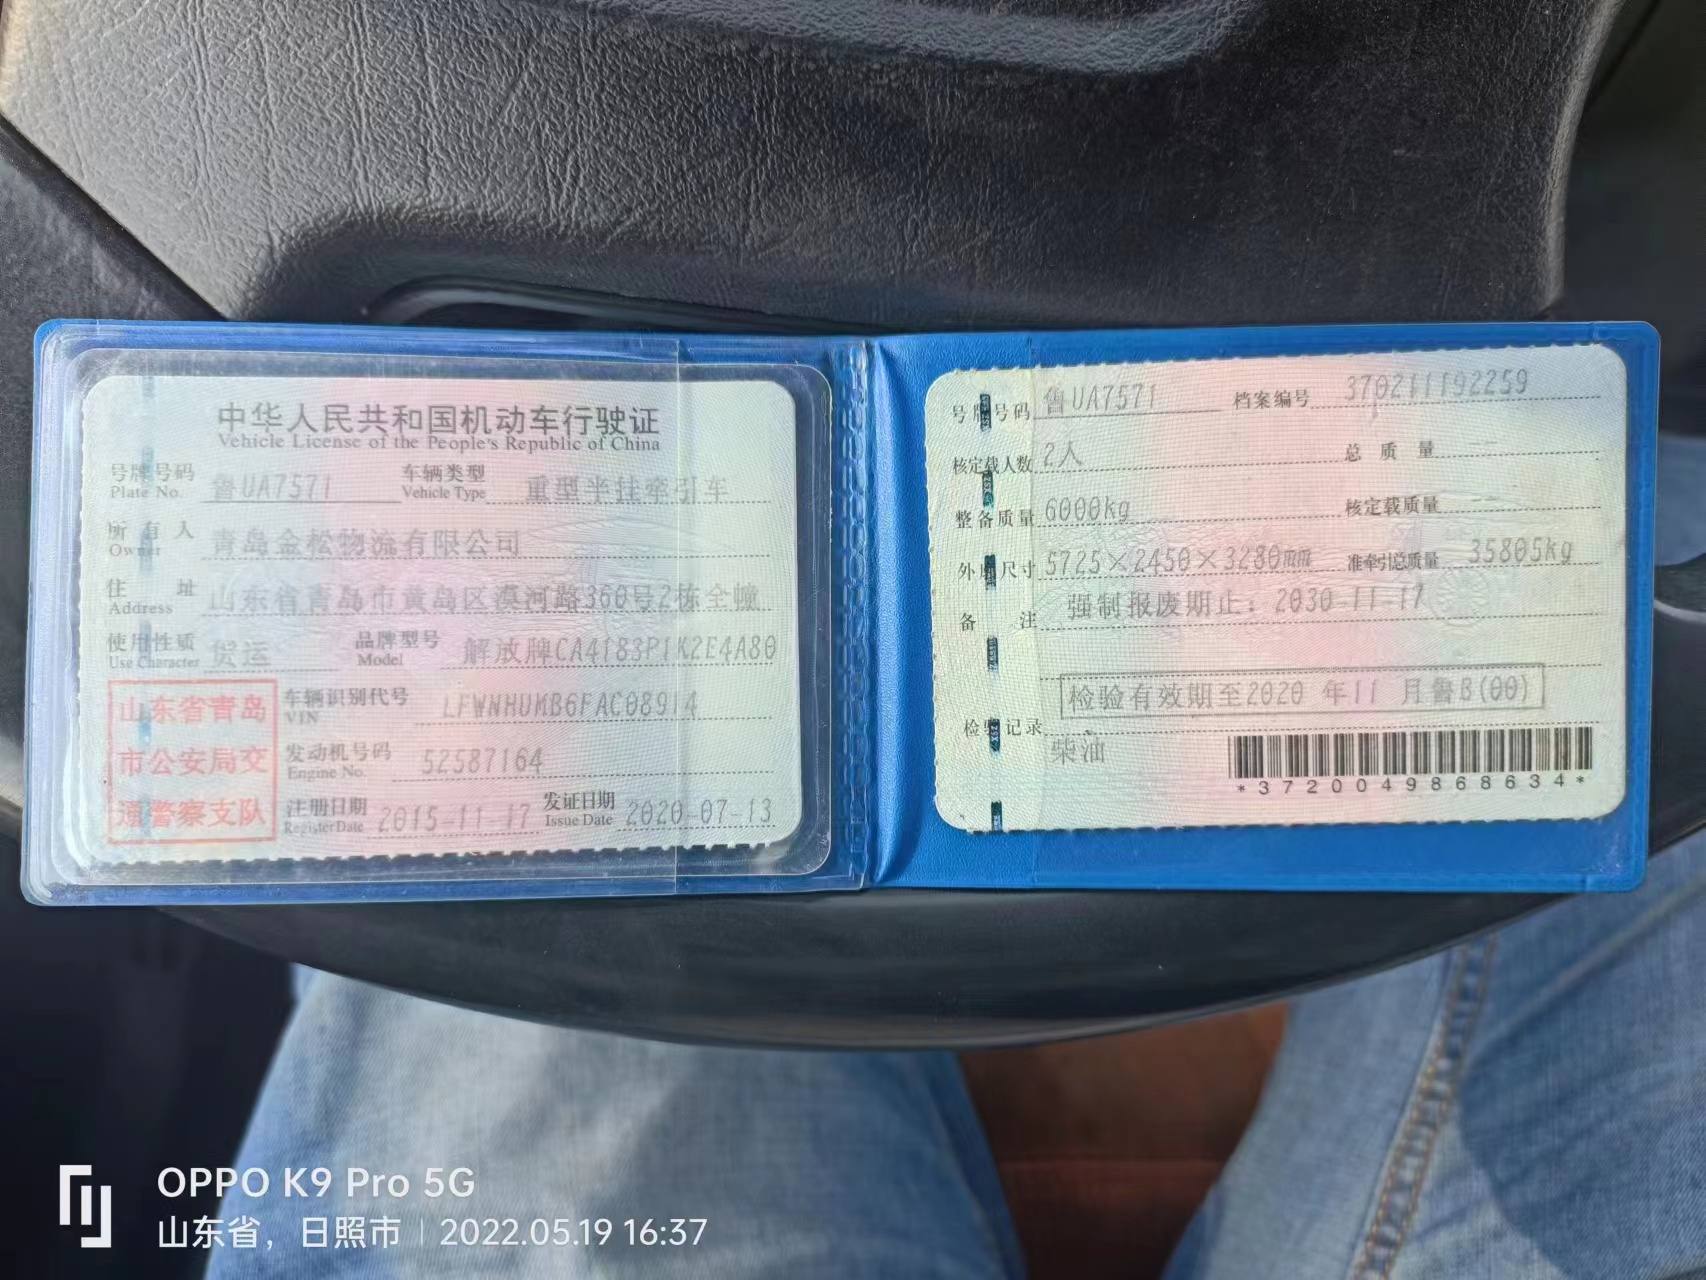 中华人民共和国机动车行驶证
Vehicle License of the People's Republic of China
号牌号码 鲁UA7571 车辆类型 重型半挂牵引车
Plate No. Vehicle Type
所有人 青岛金松物流有限公司
Owner
住址 山东省青岛市黄岛区漠河路360号2栋全幢
Address
使用性质 货运 品牌型号 解放牌CA4183P1K2E4A80
Use Character Model
山东省青岛
市公安局交
通警察支队
车辆识别代号 LFWNHUMB6FAC08914
VIN
发动机号码 52587164
Engine No.
注册日期 2015-11-17 发证日期 2020-07-13
Register Date Issue Date
号牌号码 鲁UA7571 档案编号 370211192259
核定载人数 2人 总质量 --
整备质量 6000kg 核定载质量 --
外廓尺寸 5725×2450×3280mm 准牵引总质量 35805kg
备注 强制报废期止：2030-11-17
检验有效期至2020 年11 月鲁B(00)
检验记录
柴油
*3720049868634*
OPPO K9 Pro 5G
山东省，日照市 | 2022.05.19 16:37